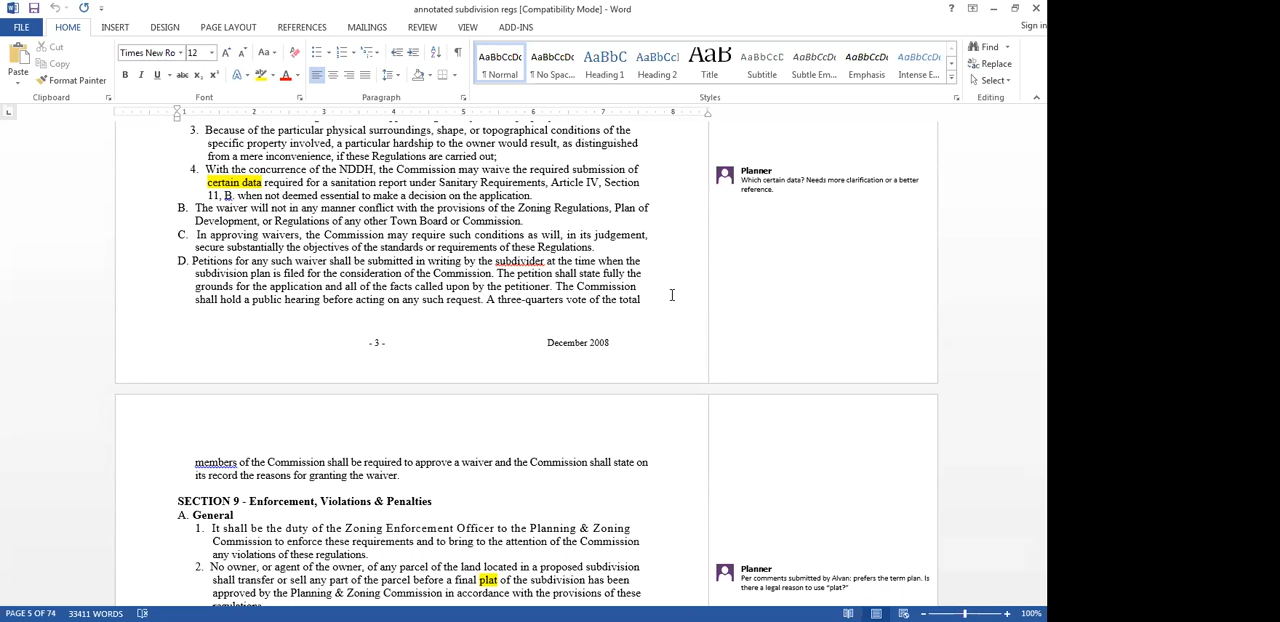 annotated subdivision regs [Compatibility Mode] - Word
Sign in
FILE HOME INSERT DESIGN PAGE LAYOUT REFERENCES MAILINGS REVIEW VIEW ADD-INS
Cut
Copy
Format Painter
Paste
Times New Ro 12
AaBbCcDc AaBbCcDc AaBbC AaBbCc AaB AaBbCcC AaBbCcDc AaBbCcDc AaBbCcDc
¶ Normal ¶ No Spac... Heading 1 Heading 2 Title Subtitle Subtle Em... Emphasis Intense E...
Find
Replace
Select
Clipboard Font Paragraph Styles Editing
1 2 3 4 5 6 7 8
3. Because of the particular physical surroundings, shape, or topographical conditions of the
specific property involved, a particular hardship to the owner would result, as distinguished
from a mere inconvenience, if these Regulations are carried out;
4. With the concurrence of the NDDH, the Commission may waive the required submission of
certain data required for a sanitation report under Sanitary Requirements, Article IV, Section
11, B. when not deemed essential to make a decision on the application.
B. The waiver will not in any manner conflict with the provisions of the Zoning Regulations, Plan of
Development, or Regulations of any other Town Board or Commission.
C. In approving waivers, the Commission may require such conditions as will, in its judgement,
secure substantially the objectives of the standards or requirements of these Regulations.
D. Petitions for any such waiver shall be submitted in writing by the subdivider at the time when the
subdivision plan is filed for the consideration of the Commission. The petition shall state fully the
grounds for the application and all of the facts called upon by the petitioner. The Commission
shall hold a public hearing before acting on any such request. A three-quarters vote of the total
- 3 - December 2008
Planner
Which certain data? Needs more clarification or a better
reference.
members of the Commission shall be required to approve a waiver and the Commission shall state on
its record the reasons for granting the waiver.
SECTION 9 - Enforcement, Violations & Penalties
A. General
1. It shall be the duty of the Zoning Enforcement Officer to the Planning & Zoning
Commission to enforce these requirements and to bring to the attention of the Commission
any violations of these regulations.
2. No owner, or agent of the owner, of any parcel of the land located in a proposed subdivision
shall transfer or sell any part of the parcel before a final plat of the subdivision has been
approved by the Planning & Zoning Commission in accordance with the provisions of these
regulations.
Planner
Per comments submitted by Alvan: prefers the term plan. Is
there a legal reason to use "plat?"
PAGE 5 OF 74 33411 WORDS
100%